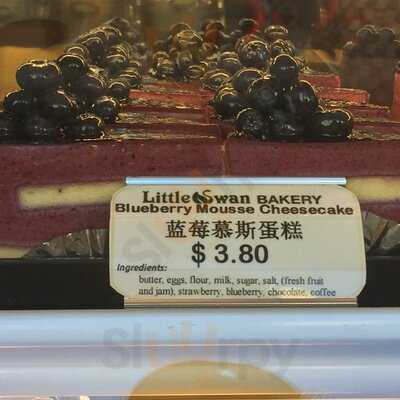 Little Swan BAKERY
Blueberry Mousse Cheesecake
蓝莓慕斯蛋糕
$ 3.80
Ingredients:
butter, eggs, flour, milk, sugar, salt, (fresh fruit
and jam), strawberry, blueberry, chocolate, coffee